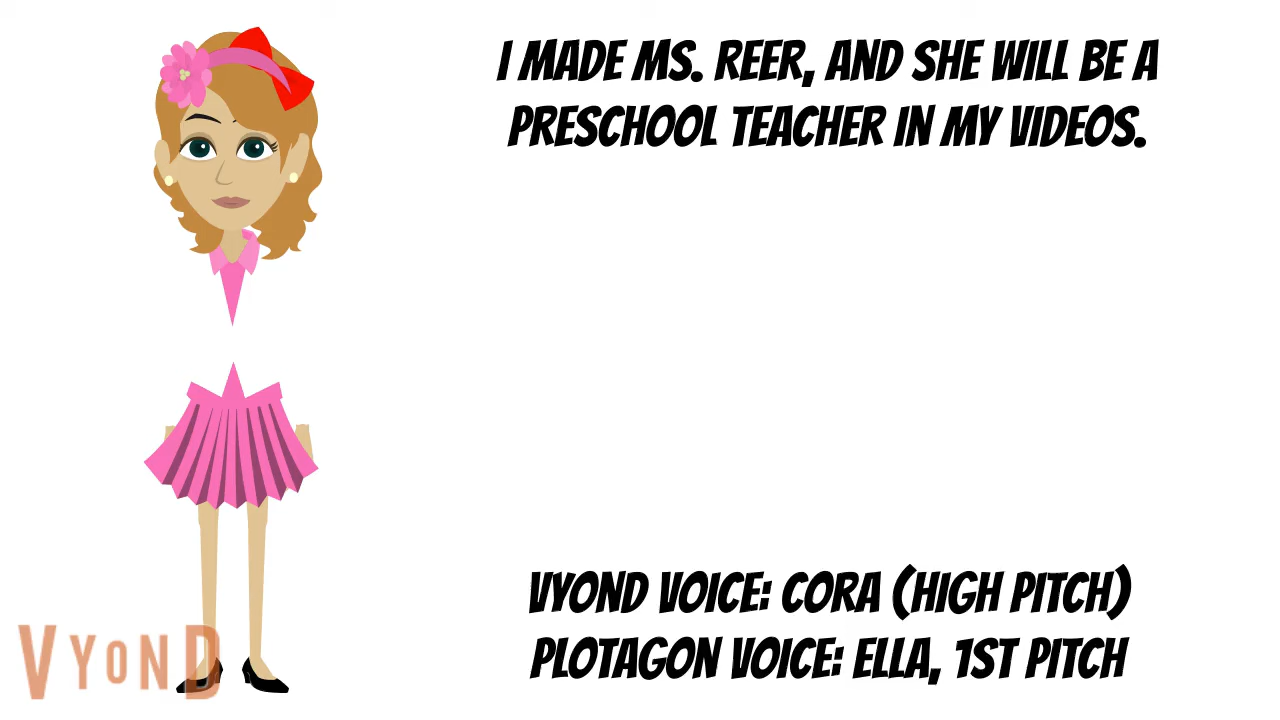 I MADE MS. REER, AND SHE WILL BE A
PRESCHOOL TEACHER IN MY VIDEOS.
VYOND VOICE: CORA (HIGH PITCH)
PLOTAGON VOICE: ELLA, 1ST PITCH
VYOND